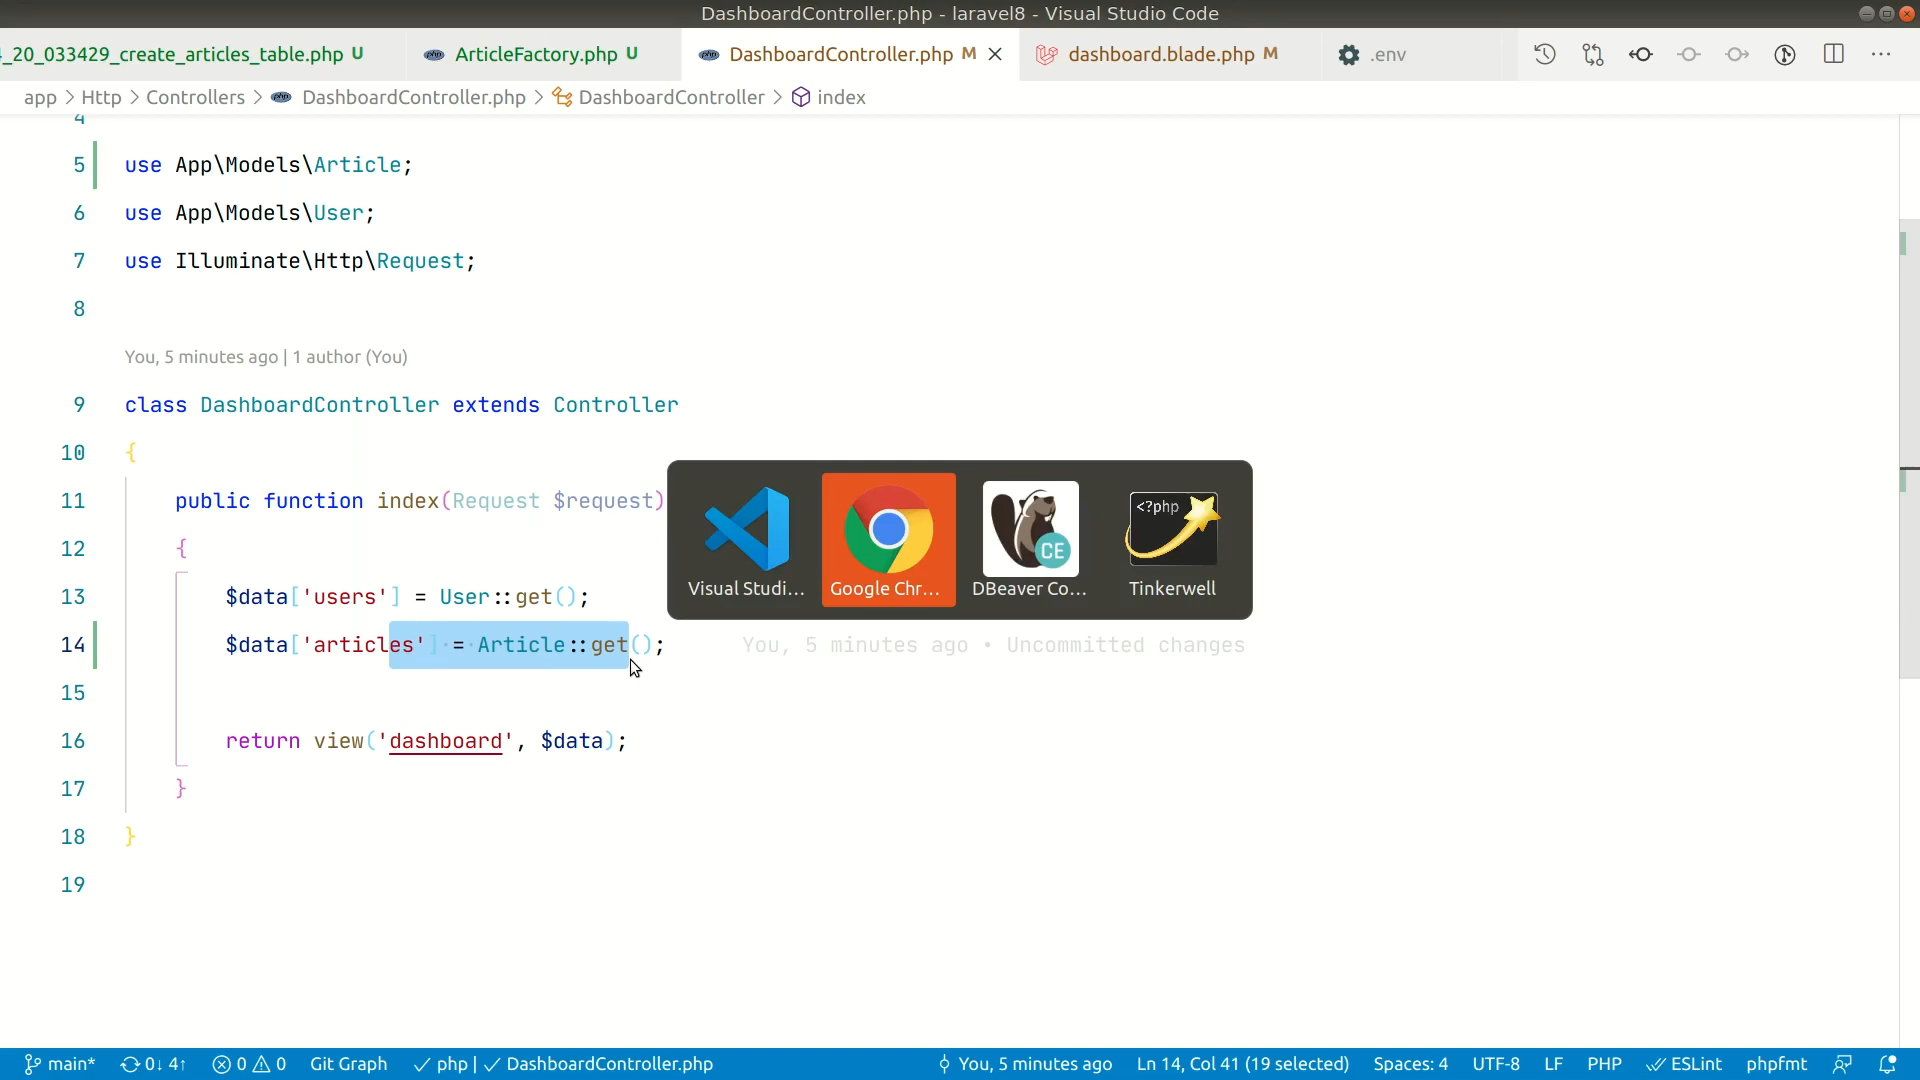 DashboardController.php - laravel8 - Visual Studio Code
_20_033429_create_articles_table.php U
php ArticleFactory.php U
php DashboardController.php M
dashboard.blade.php M
.env
app > Http > Controllers > php DashboardController.php > DashboardController > index
4
5 use App\Models\Article;
6 use App\Models\User;
7 use Illuminate\Http\Request;
8
You, 5 minutes ago | 1 author (You)
9 class DashboardController extends Controller
10 {
11 public function index(Request $request)
12 {
13 $data['users'] = User::get();
14 $data['articles'] = Article::get(); You, 5 minutes ago • Uncommitted changes
15
16 return view('dashboard', $data);
17 }
18 }
19
CE
<?php
Visual Studi...
Google Chr...
DBeaver Co...
Tinkerwell
main* 0↓ 4↑ 0 0 Git Graph ✓ php | ✓ DashboardController.php You, 5 minutes ago Ln 14, Col 41 (19 selected) Spaces: 4 UTF-8 LF PHP ESLint phpfmt